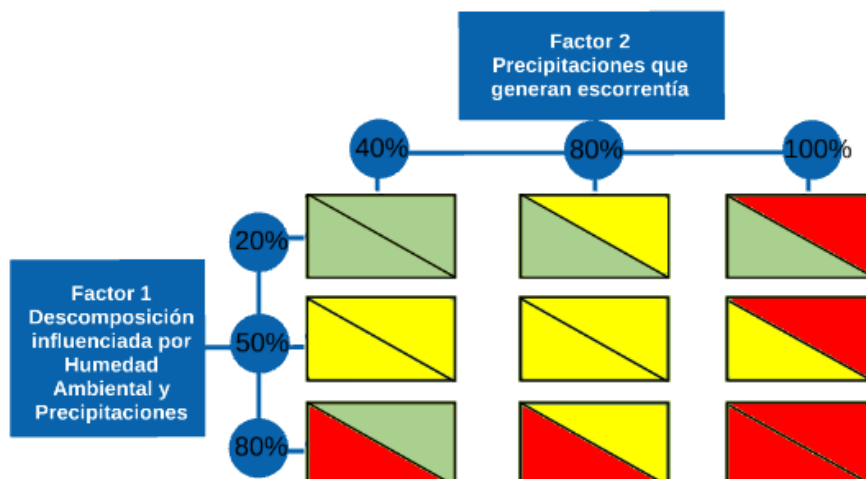 Factor 2
Precipitaciones que
generan escorrentía
40%
80%
100%
20%
50%
80%
Factor 1
Descomposición
influenciada por
Humedad
Ambiental y
Precipitaciones